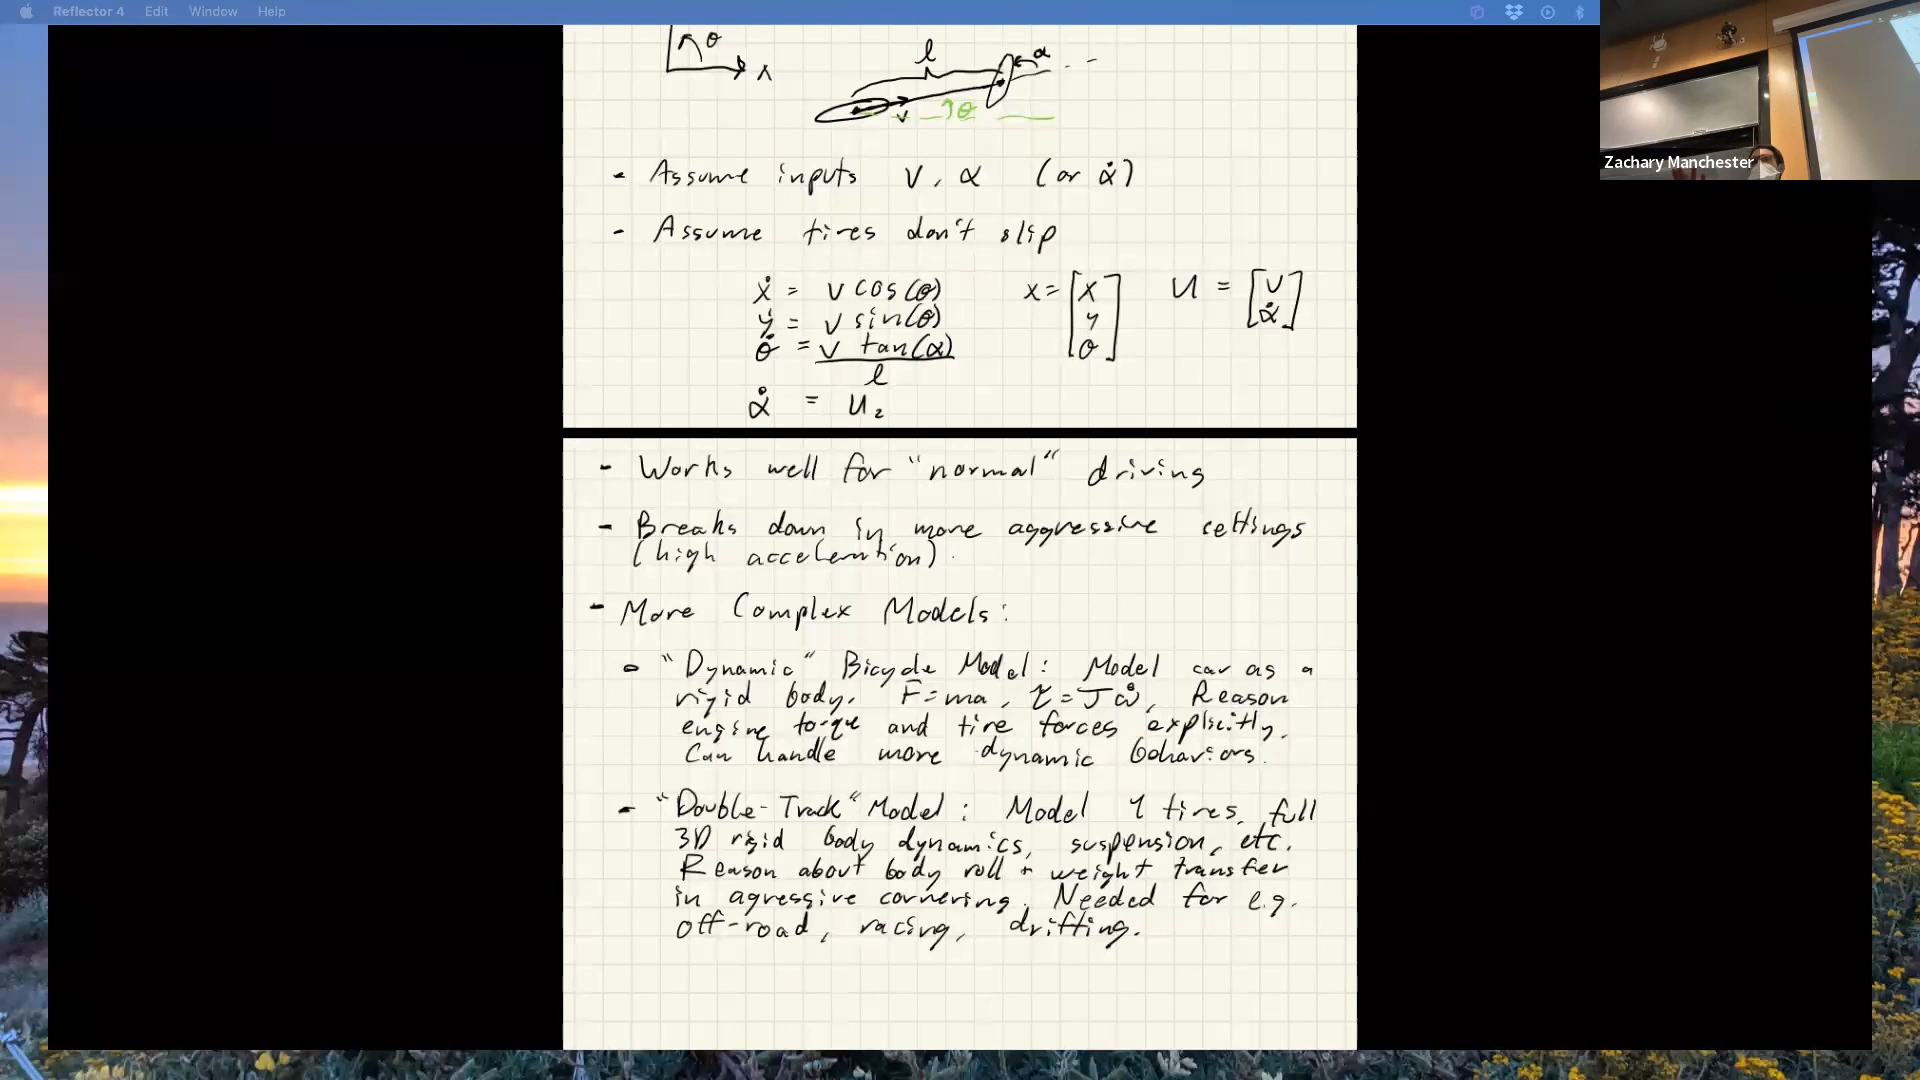 Reflector 4 Edit Window Help
Zachary Manchester
θ
x
l
α
v
θ
- Assume inputs v, α (or α̇)
- Assume tires don't slip
ẋ = v cos(θ)
ẏ = v sin(θ)
θ̇ = v tan(α)
l
α̇ = u₂
x = [x y θ] u = [v α̇]
- Works well for "normal" driving
- Breaks down in more aggressive settings
(high acceleration).
- More Complex Models:
"Dynamic" Bicycle Model: Model car as a
rigid body. F=ma, τ=Jω̇, Reason
engine torque and tire forces explicitly.
Can handle more dynamic behaviors.
- "Double-Track" Model: Model 4 tires, full
3D rigid body dynamics, suspension, etc.
Reason about body roll + weight transfer
in agressive cornering. Needed for e.g.
off-road, racing, drifting.